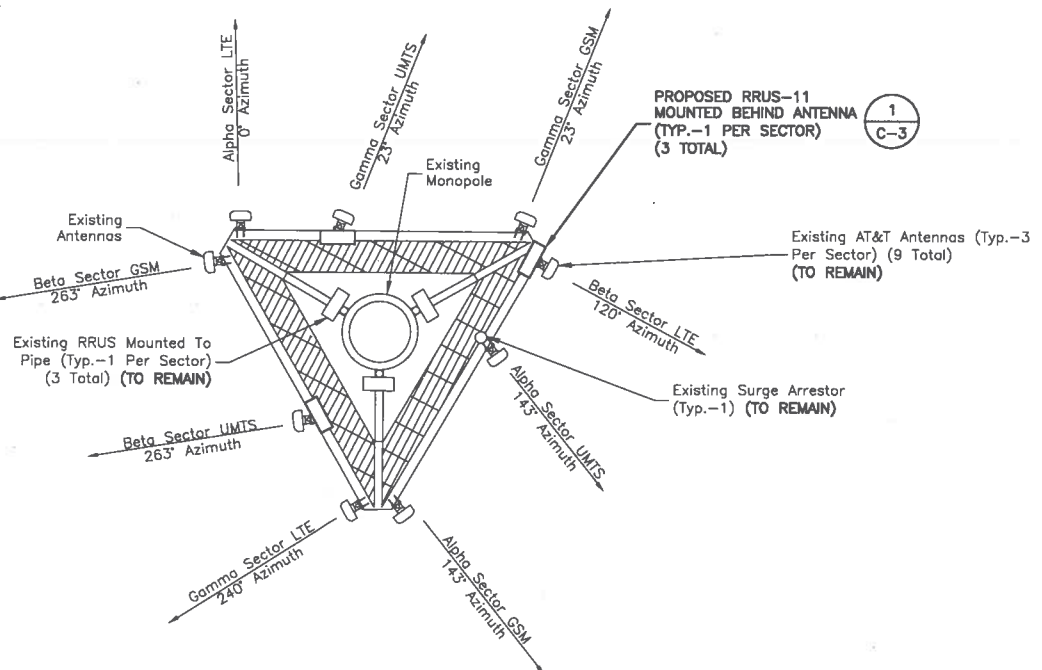 Alpha Sector LTE
0° Azimuth
Gamma Sector UMTS
23° Azimuth
Gamma Sector GSM
23° Azimuth
PROPOSED RRUS-11
MOUNTED BEHIND ANTENNA
(TYP.-1 PER SECTOR)
(3 TOTAL)
1
C-3
Existing
Monopole
Existing
Antennas
Existing AT&T Antennas (Typ.-3
Per Sector) (9 Total)
(TO REMAIN)
Beta Sector GSM
263° Azimuth
Beta Sector LTE
120° Azimuth
Existing RRUS Mounted To
Pipe (Typ.-1 Per Sector)
(3 Total) (TO REMAIN)
Existing Surge Arrestor
(Typ.-1) (TO REMAIN)
Alpha Sector UMTS
143° Azimuth
Beta Sector UMTS
263° Azimuth
Gamma Sector LTE
240° Azimuth
Alpha Sector GSM
143° Azimuth